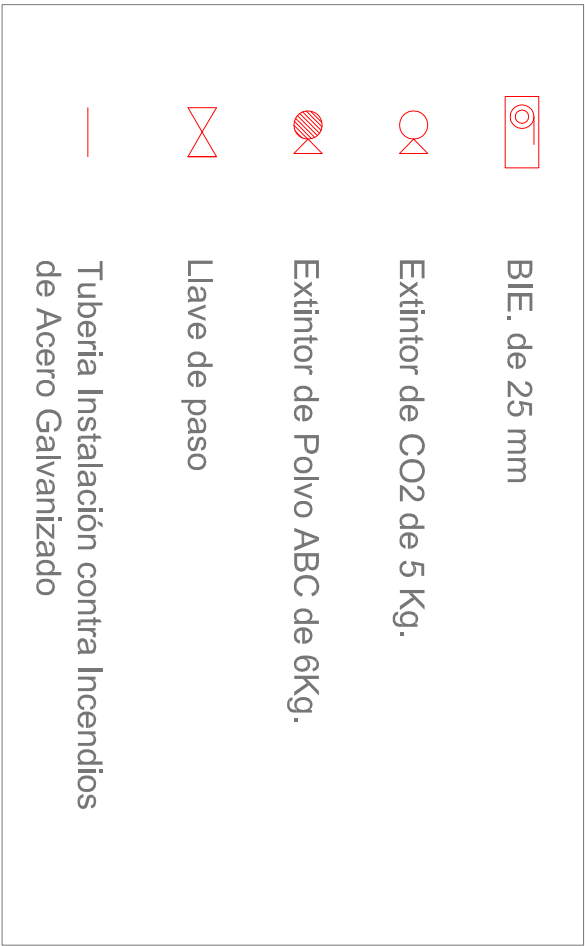 BIE. de 25 mm
Extintor de CO2 de 5 Kg.
Extintor de Polvo ABC de 6Kg.
Llave de paso
Tuberia Instalación contra Incendios
de Acero Galvanizado